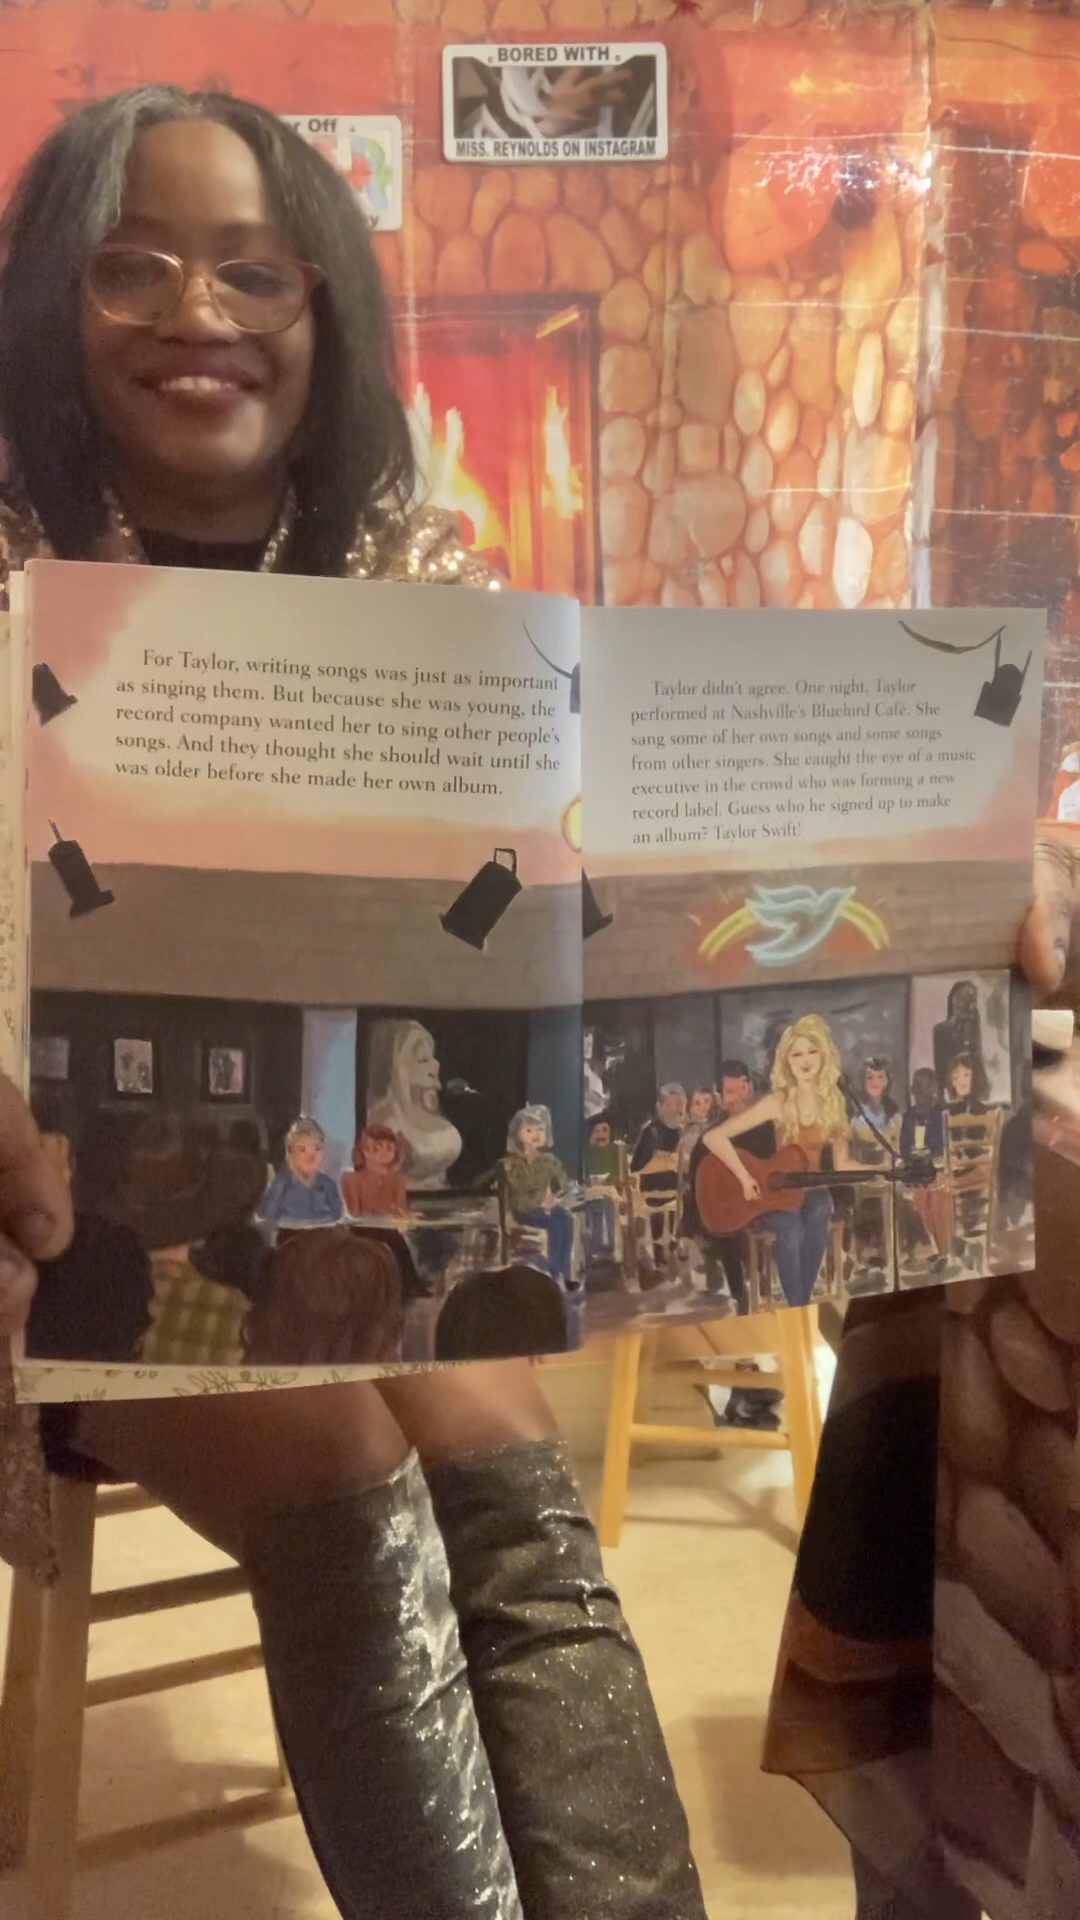 BORED WITH
MISS. REYNOLDS ON INSTAGRAM
Off
For Taylor, writing songs was just as important
as singing them. But because she was young, the
record company wanted her to sing other people's
songs. And they thought she should wait until she
was older before she made her own album.
Taylor didn't agree. One night, Taylor
performed at Nashville's Bluebird Café. She
sang some of her own songs and some songs
from other singers. She caught the eye of a music
executive in the crowd who was forming a new
record label. Guess who he signed up to make
an album? Taylor Swift!